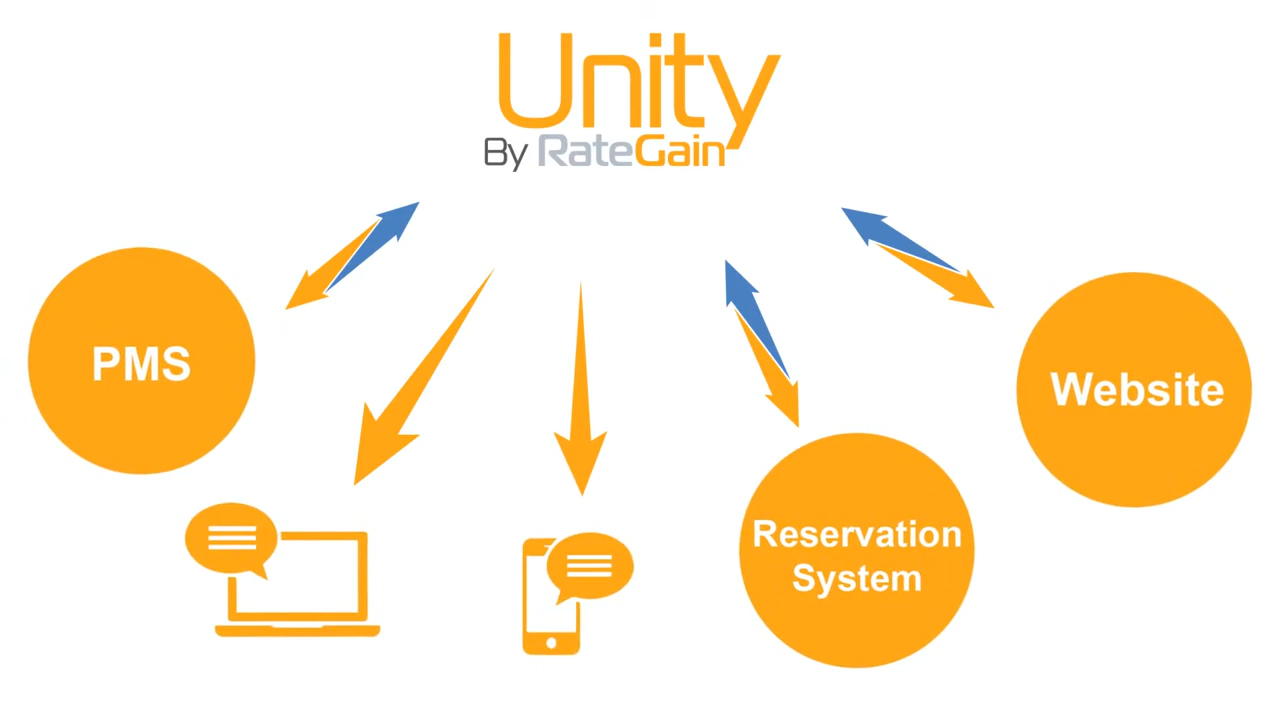 Unity
By RateGain
PMS
Website
Reservation
System